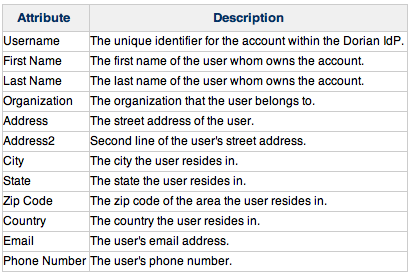 Attribute Description
Username The unique identifier for the account within the Dorian IdP.
First Name The first name of the user whom owns the account.
Last Name The last name of the user whom owns the account.
Organization The organization that the user belongs to.
Address The street address of the user.
Address2 Second line of the user's street address.
City The city the user resides in.
State The state the user resides in.
Zip Code The zip code of the area the user resides in.
Country The country the user resides in.
Email The user's email address.
Phone Number The user's phone number.